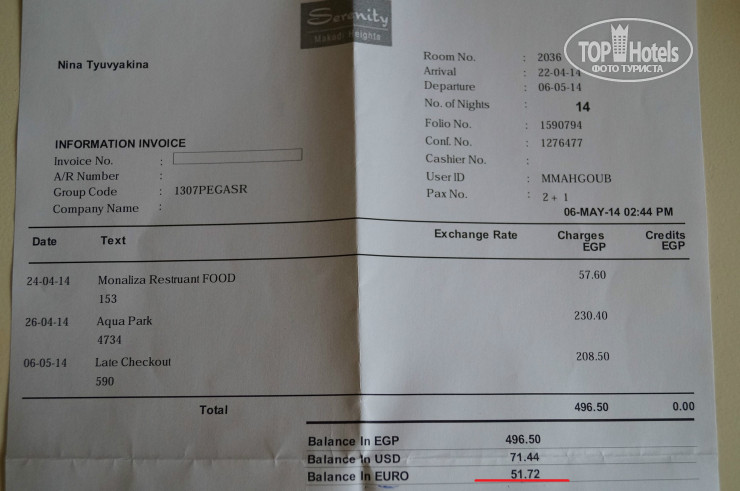 Serenity
Makadi Heights
TOP Hotels
ФОТО ТУРИСТА
Nina Tyuvyakina
Room No. : 2036
Arrival : 22-04-14
Departure : 06-05-14
No. of Nights : 14
Folio No. : 1590794
Conf. No. : 1276477
Cashier No. :
User ID : MMAHGOUB
Pax No. : 2 + 1
INFORMATION INVOICE
Invoice No. :
A/R Number :
Group Code : 1307PEGASR
Company Name :
06-MAY-14 02:44 PM
Date Text Exchange Rate Charges EGP Credits EGP
24-04-14 Monaliza Restruant FOOD 57.60
153
26-04-14 Aqua Park 230.40
4734
06-05-14 Late Checkout 208.50
590
Total 496.50 0.00
Balance In EGP 496.50
Balance In USD 71.44
Balance In EURO 51.72